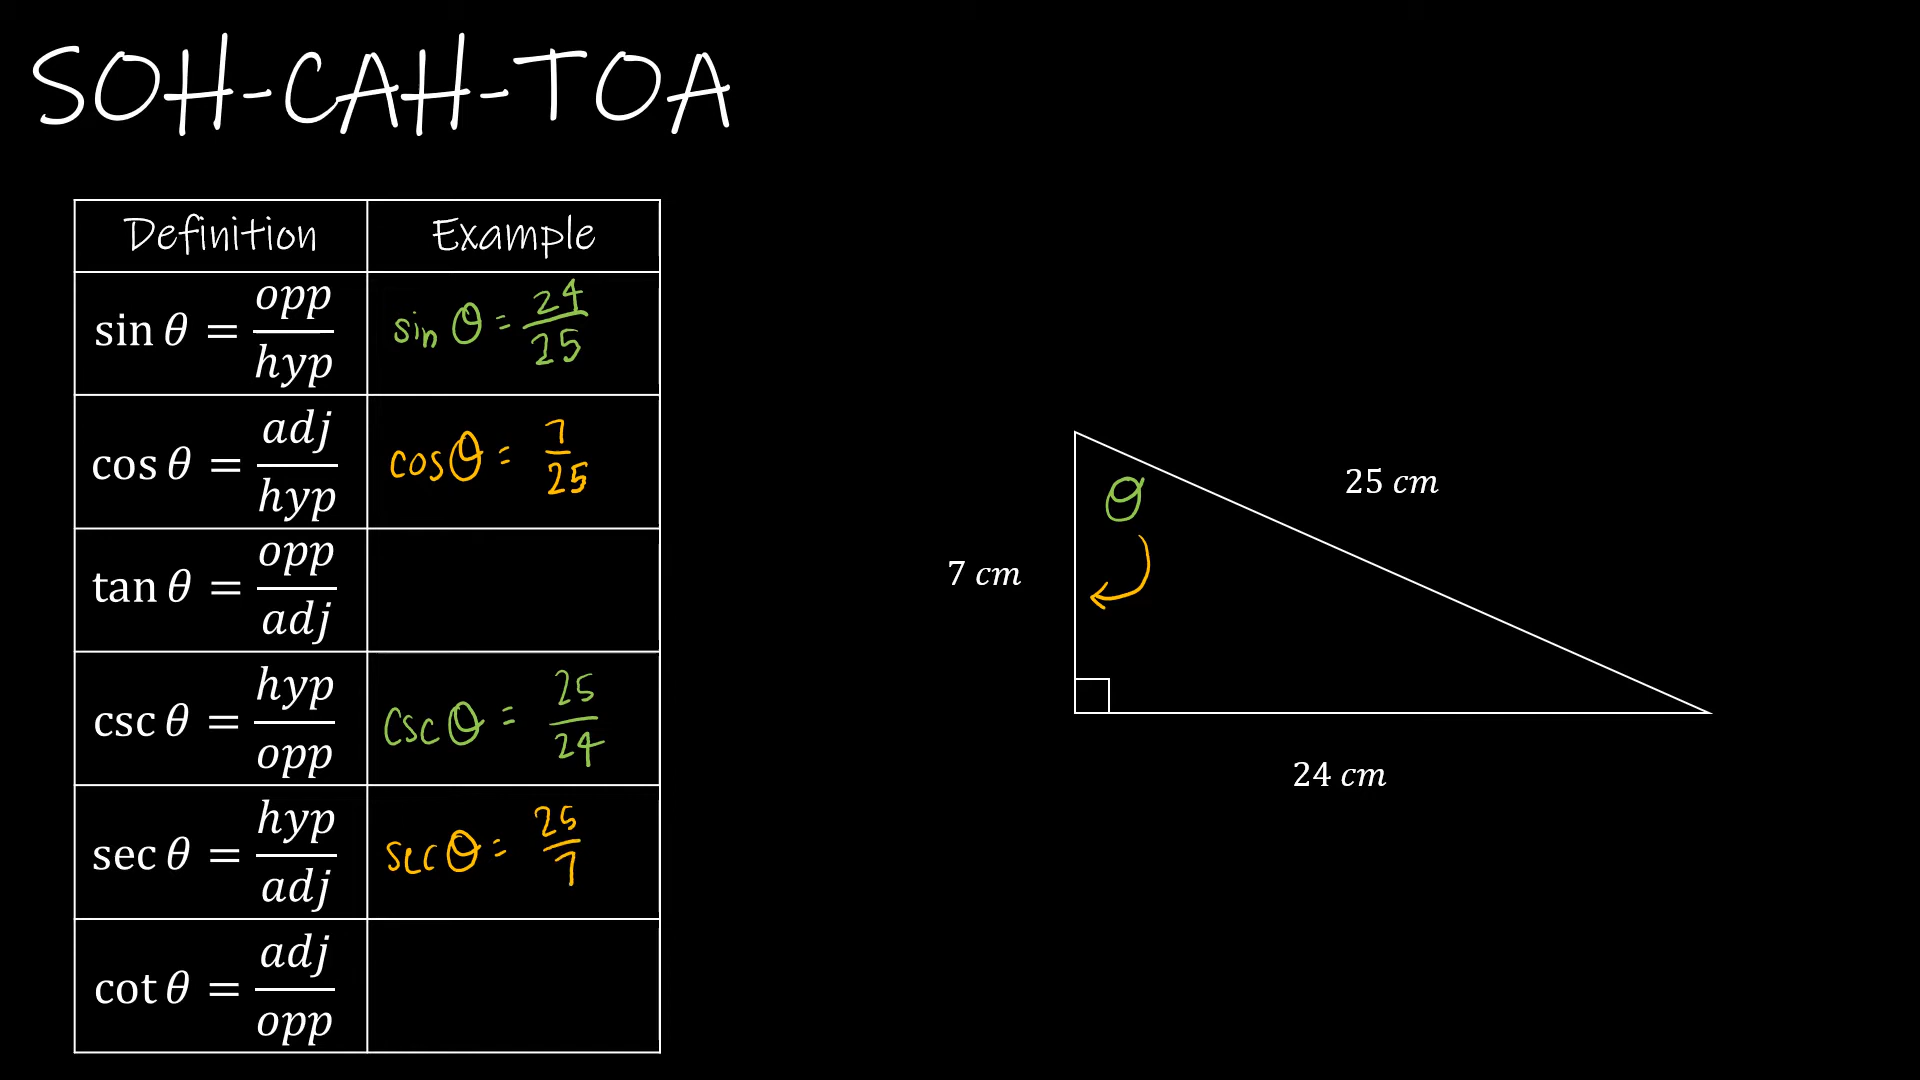 SOH-CAH-TOA
Definition Example
sin θ = opp/hyp sin θ = 24/25
cos θ = adj/hyp cos θ = 7/25
tan θ = opp/adj
csc θ = hyp/opp csc θ = 25/24
sec θ = hyp/adj sec θ = 25/7
cot θ = adj/opp
25 cm
θ
7 cm
24 cm